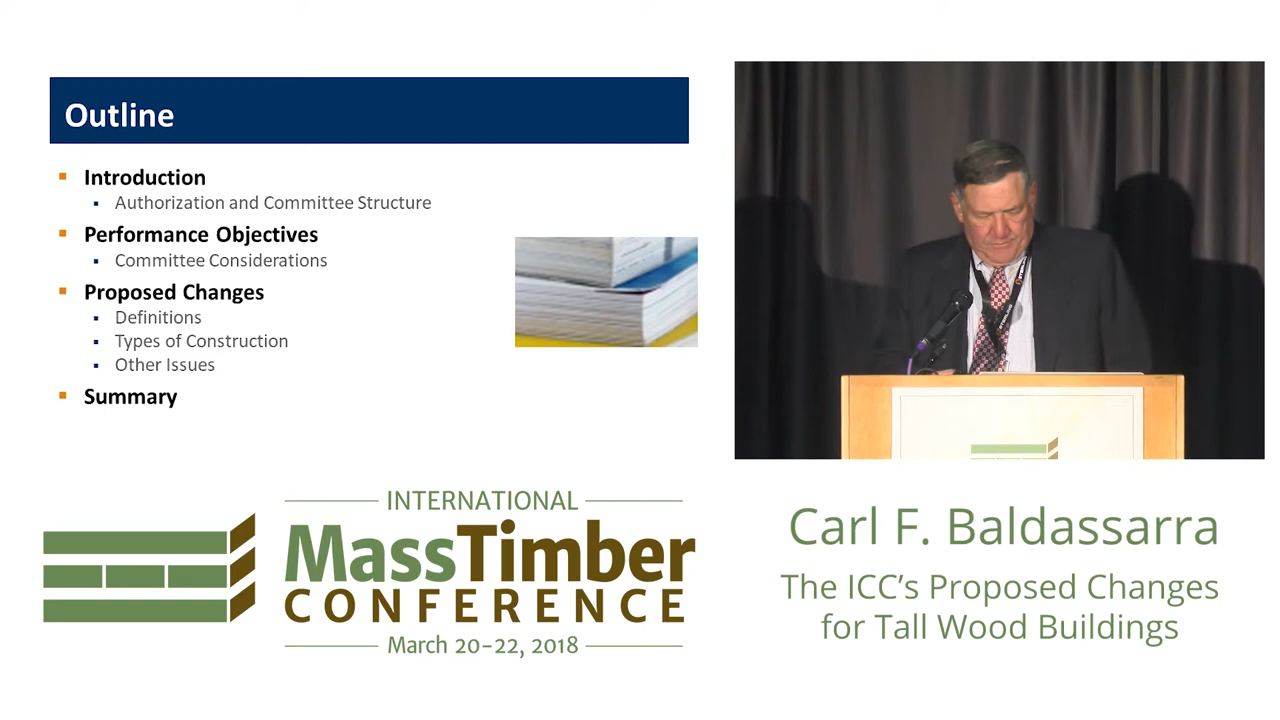 Outline
Introduction
Authorization and Committee Structure
Performance Objectives
Committee Considerations
Proposed Changes
Definitions
Types of Construction
Other Issues
Summary
INTERNATIONAL
MassTimber
CONFERENCE
March 20–22, 2018
Carl F. Baldassarra
The ICC’s Proposed Changes
for Tall Wood Buildings